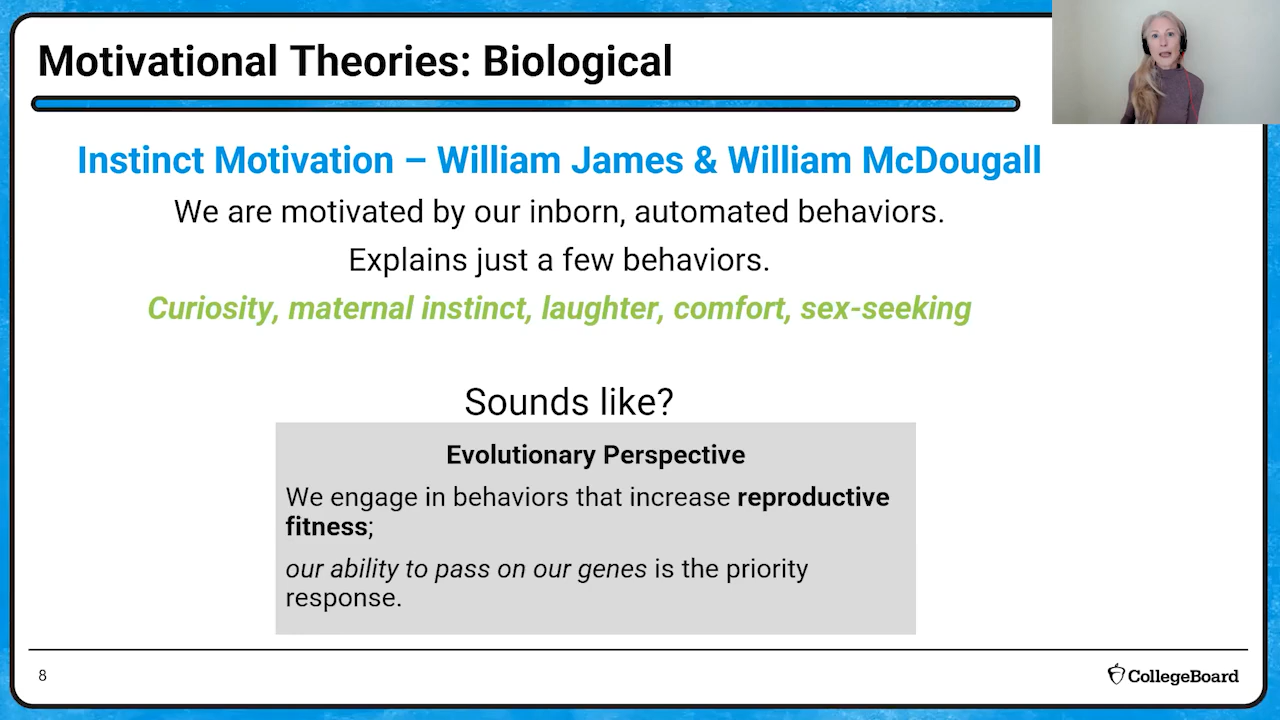 Motivational Theories: Biological
Instinct Motivation – William James & William McDougall
We are motivated by our inborn, automated behaviors.
Explains just a few behaviors.
Curiosity, maternal instinct, laughter, comfort, sex-seeking
Sounds like?
Evolutionary Perspective
We engage in behaviors that increase reproductive
fitness;
our ability to pass on our genes is the priority
response.
8
CollegeBoard